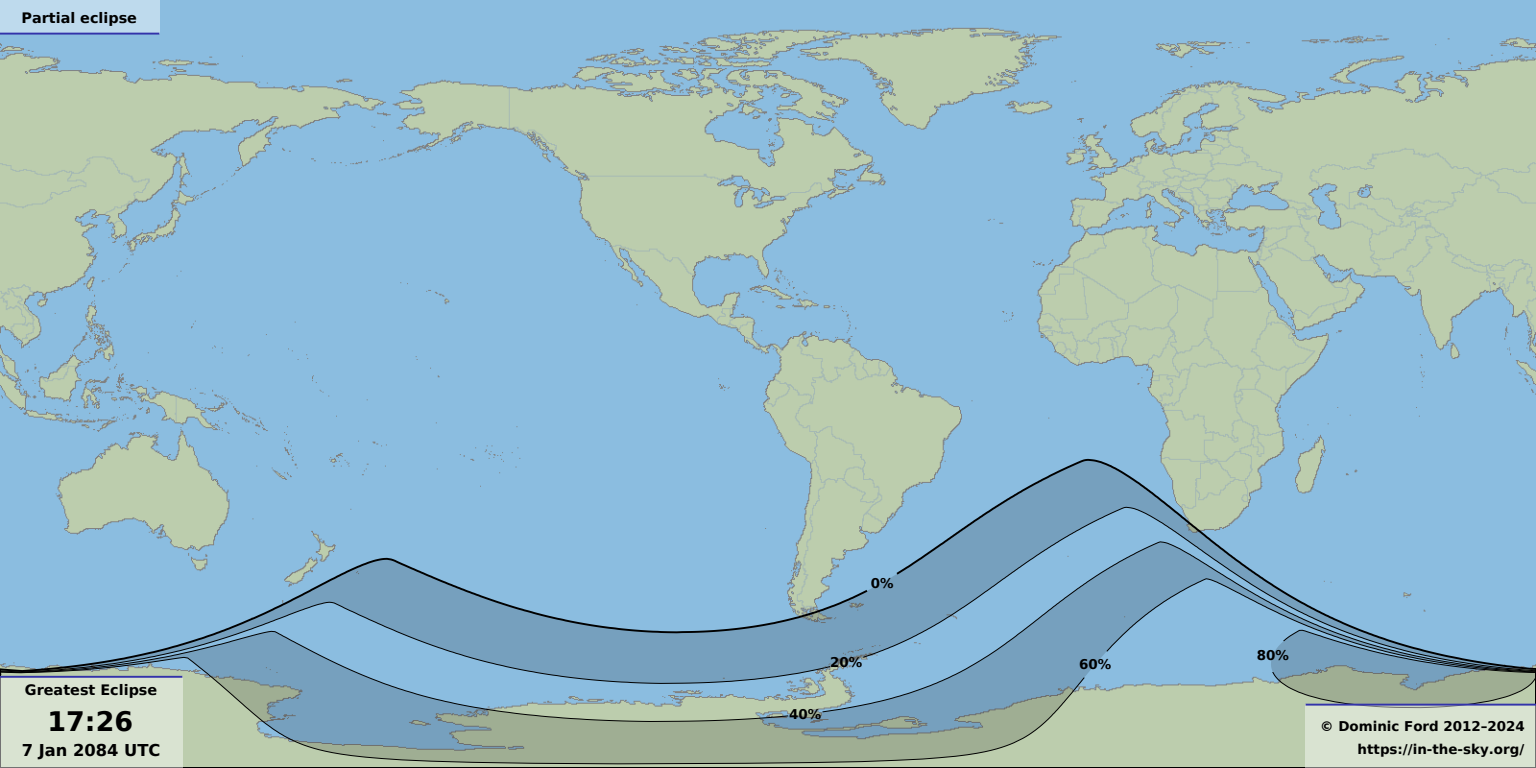 Partial eclipse
0%
20%
80%
60%
40%
Greatest Eclipse
17:26
7 Jan 2084 UTC
© Dominic Ford 2012–2024
https://in-the-sky.org/